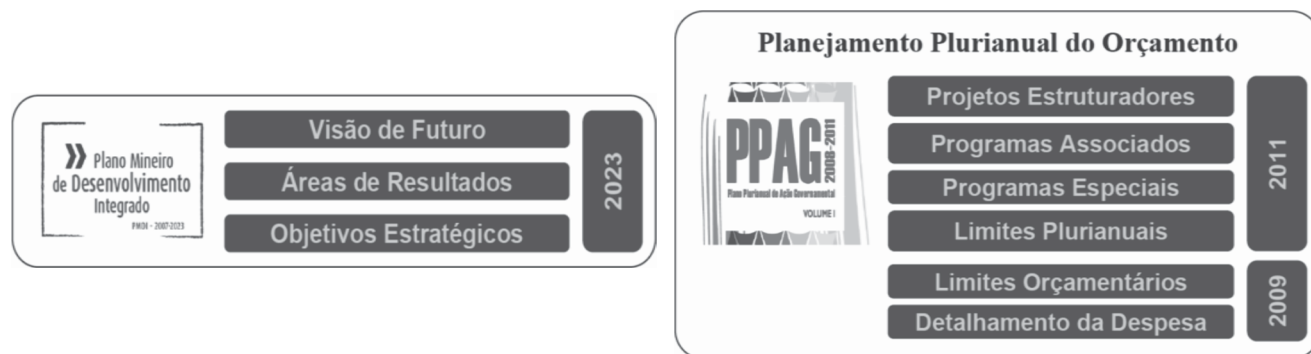 Plano Mineiro
de Desenvolvimento
Integrado
PMDI - 2007-2023
Visão de Futuro
Áreas de Resultados
Objetivos Estratégicos
2023
Planejamento Plurianual do Orçamento
PPAG
2008-2011
Plano Plurianual de Ação Governamental
VOLUME I
Projetos Estruturadores
Programas Associados
Programas Especiais
Limites Plurianuais
2011
Limites Orçamentários
Detalhamento da Despesa
2009